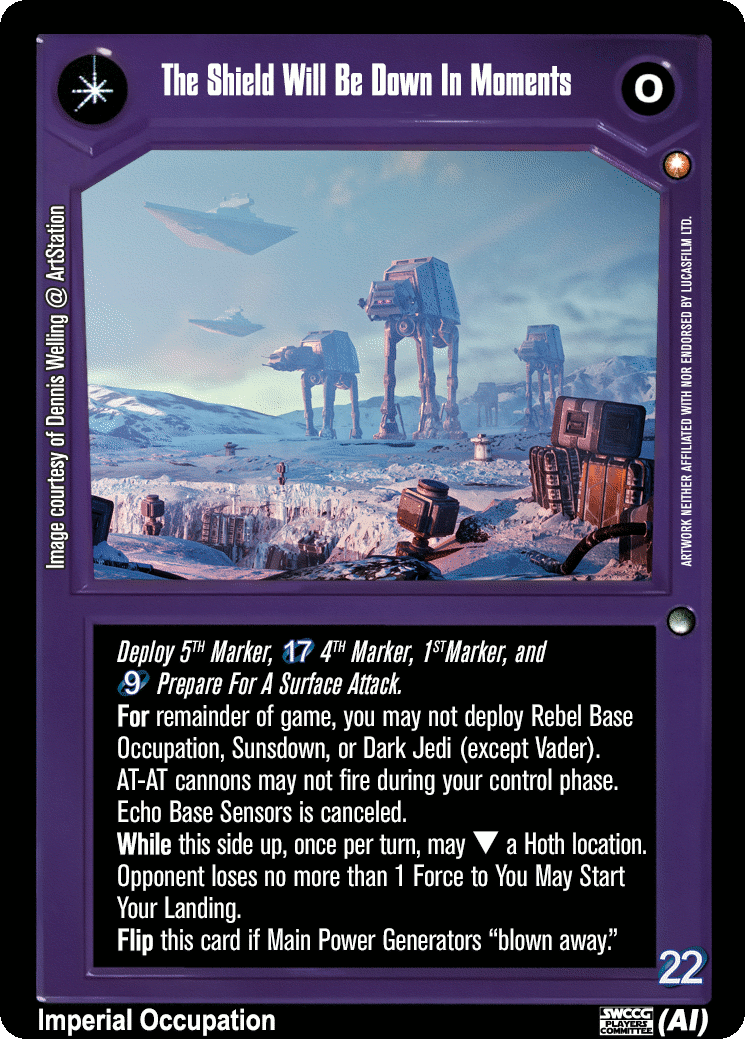 The Shield Will Be Down In Moments
O
Image courtesy of Dennis Welling @ ArtStation
ARTWORK NEITHER AFFILIATED WITH NOR ENDORSED BY LUCASFILM LTD.
Deploy 5TH Marker, 17 4TH Marker, 1STMarker, and
9 Prepare For A Surface Attack.
For remainder of game, you may not deploy Rebel Base
Occupation, Sunsdown, or Dark Jedi (except Vader).
AT-AT cannons may not fire during your control phase.
Echo Base Sensors is canceled.
While this side up, once per turn, may ▼ a Hoth location.
Opponent loses no more than 1 Force to You May Start
Your Landing.
Flip this card if Main Power Generators “blown away.”
22
Imperial Occupation
SWCCG
PLAYERS
COMMITTEE
(AI)